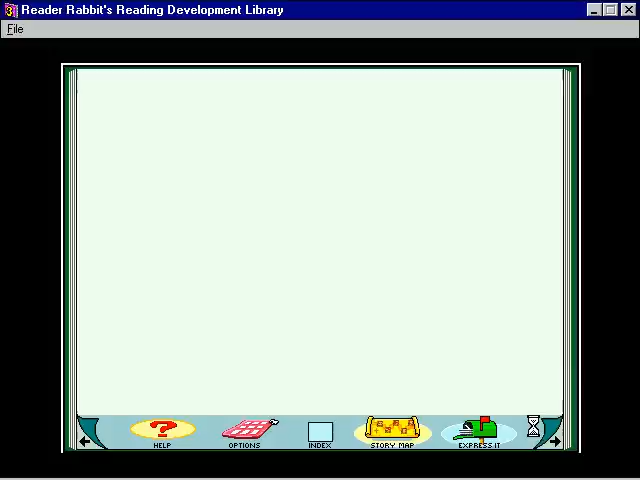 Reader Rabbit's Reading Development Library
File
HELP
OPTIONS
INDEX
STORY MAP
EXPRESS IT